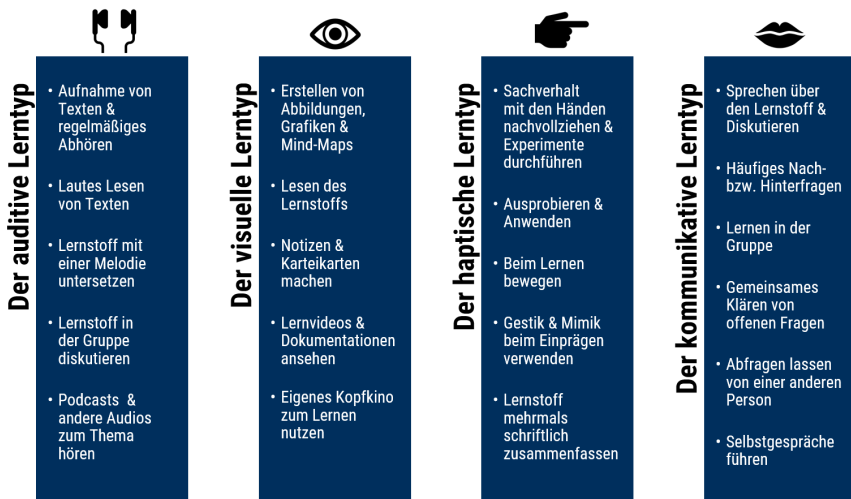 Der auditive Lerntyp
• Aufnahme von
Texten &
regelmäßiges
Abhören
• Lautes Lesen
von Texten
• Lernstoff mit
einer Melodie
untersetzen
• Lernstoff in
der Gruppe
diskutieren
• Podcasts &
andere Audios
zum Thema
hören
Der visuelle Lerntyp
• Erstellen von
Abbildungen,
Grafiken &
Mind-Maps
• Lesen des
Lernstoffs
• Notizen &
Karteikarten
machen
• Lernvideos &
Dokumentationen
ansehen
• Eigenes Kopfkino
zum Lernen
nutzen
Der haptische Lerntyp
• Sachverhalt
mit den Händen
nachvollziehen &
Experimente
durchführen
• Ausprobieren &
Anwenden
• Beim Lernen
bewegen
• Gestik & Mimik
beim Einprägen
verwenden
• Lernstoff
mehrmals
schriftlich
zusammenfassen
Der kommunikative Lerntyp
• Sprechen über
den Lernstoff &
Diskutieren
• Häufiges Nach-
bzw. Hinterfragen
• Lernen in der
Gruppe
• Gemeinsames
Klären von
offenen Fragen
• Abfragen lassen
von einer anderen
Person
• Selbstgespräche
führen